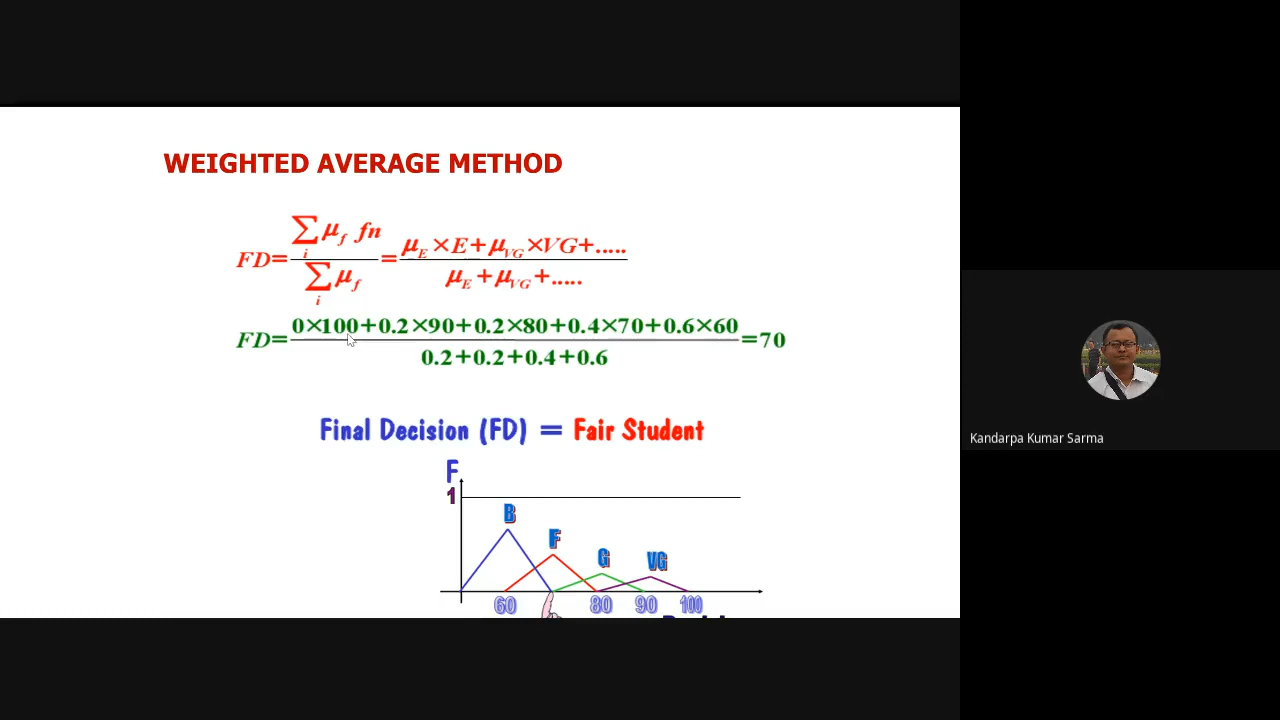 WEIGHTED AVERAGE METHOD
FD = ∑i μf fn / ∑i μf = μE × E + μVG × VG + ..... / μE + μVG + .....
FD = 0×100+0.2×90+0.2×80+0.4×70+0.6×60 / 0.2+0.2+0.4+0.6 = 70
Final Decision (FD) = Fair Student
F
1
B
F
G
VG
60 80 90 100
Kandarpa Kumar Sarma